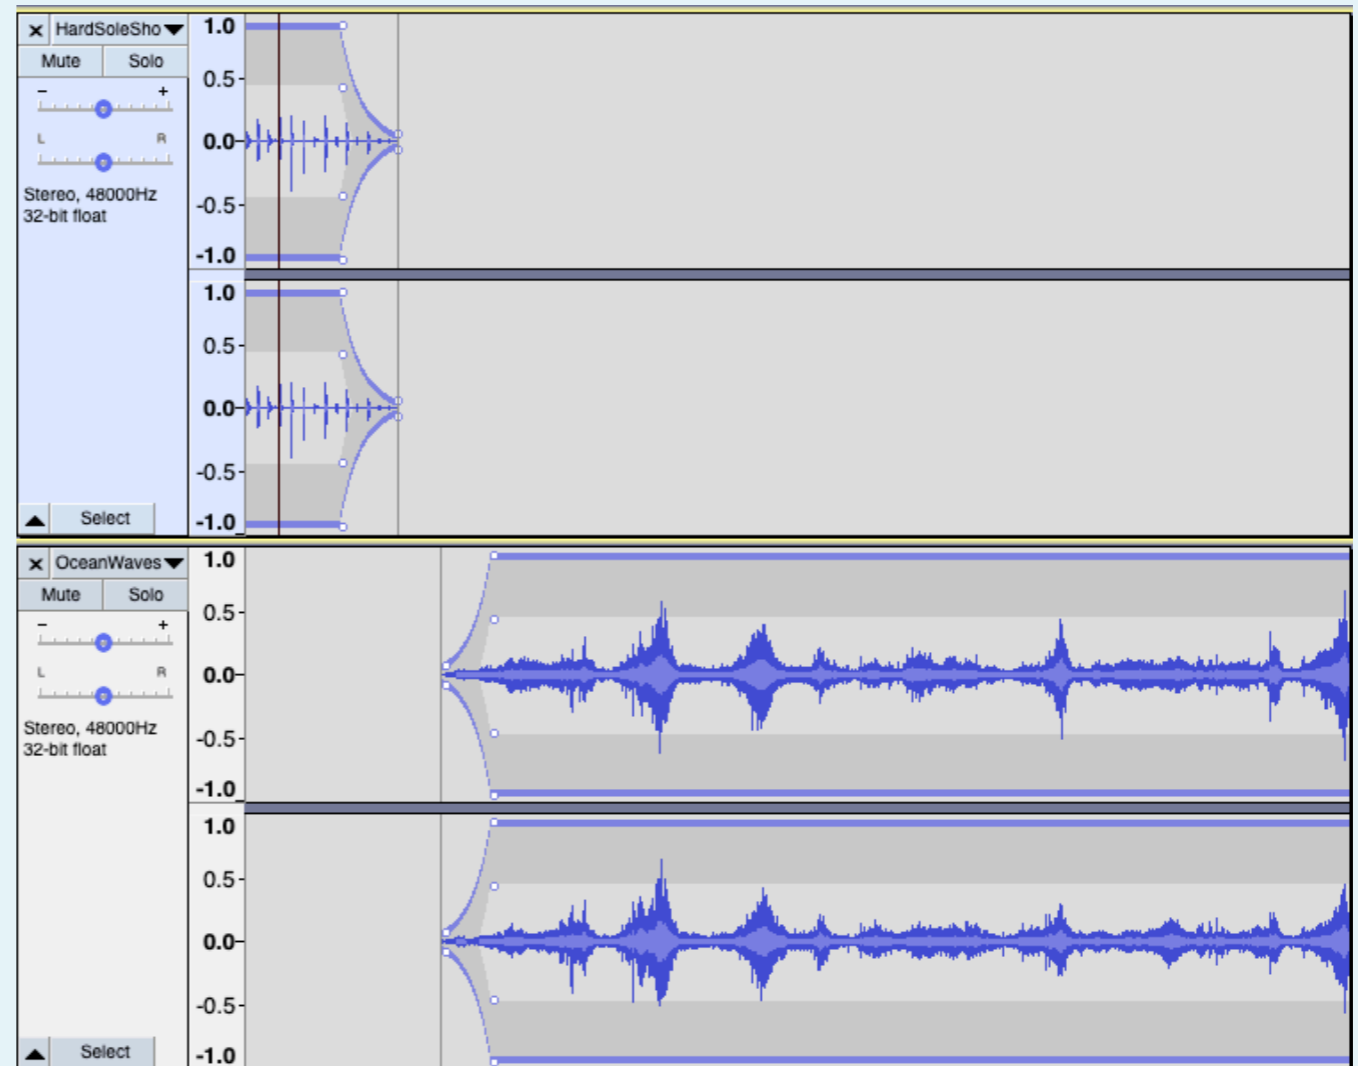 HardSoleSho
Mute Solo
- +
L R
Stereo, 48000Hz
32-bit float
Select
1.0
0.5-
0.0-
-0.5-
-1.0
1.0
0.5-
0.0-
-0.5-
-1.0
OceanWaves
Mute Solo
- +
L R
Stereo, 48000Hz
32-bit float
Select
1.0
0.5-
0.0-
-0.5-
-1.0
1.0
0.5-
0.0-
-0.5-
-1.0